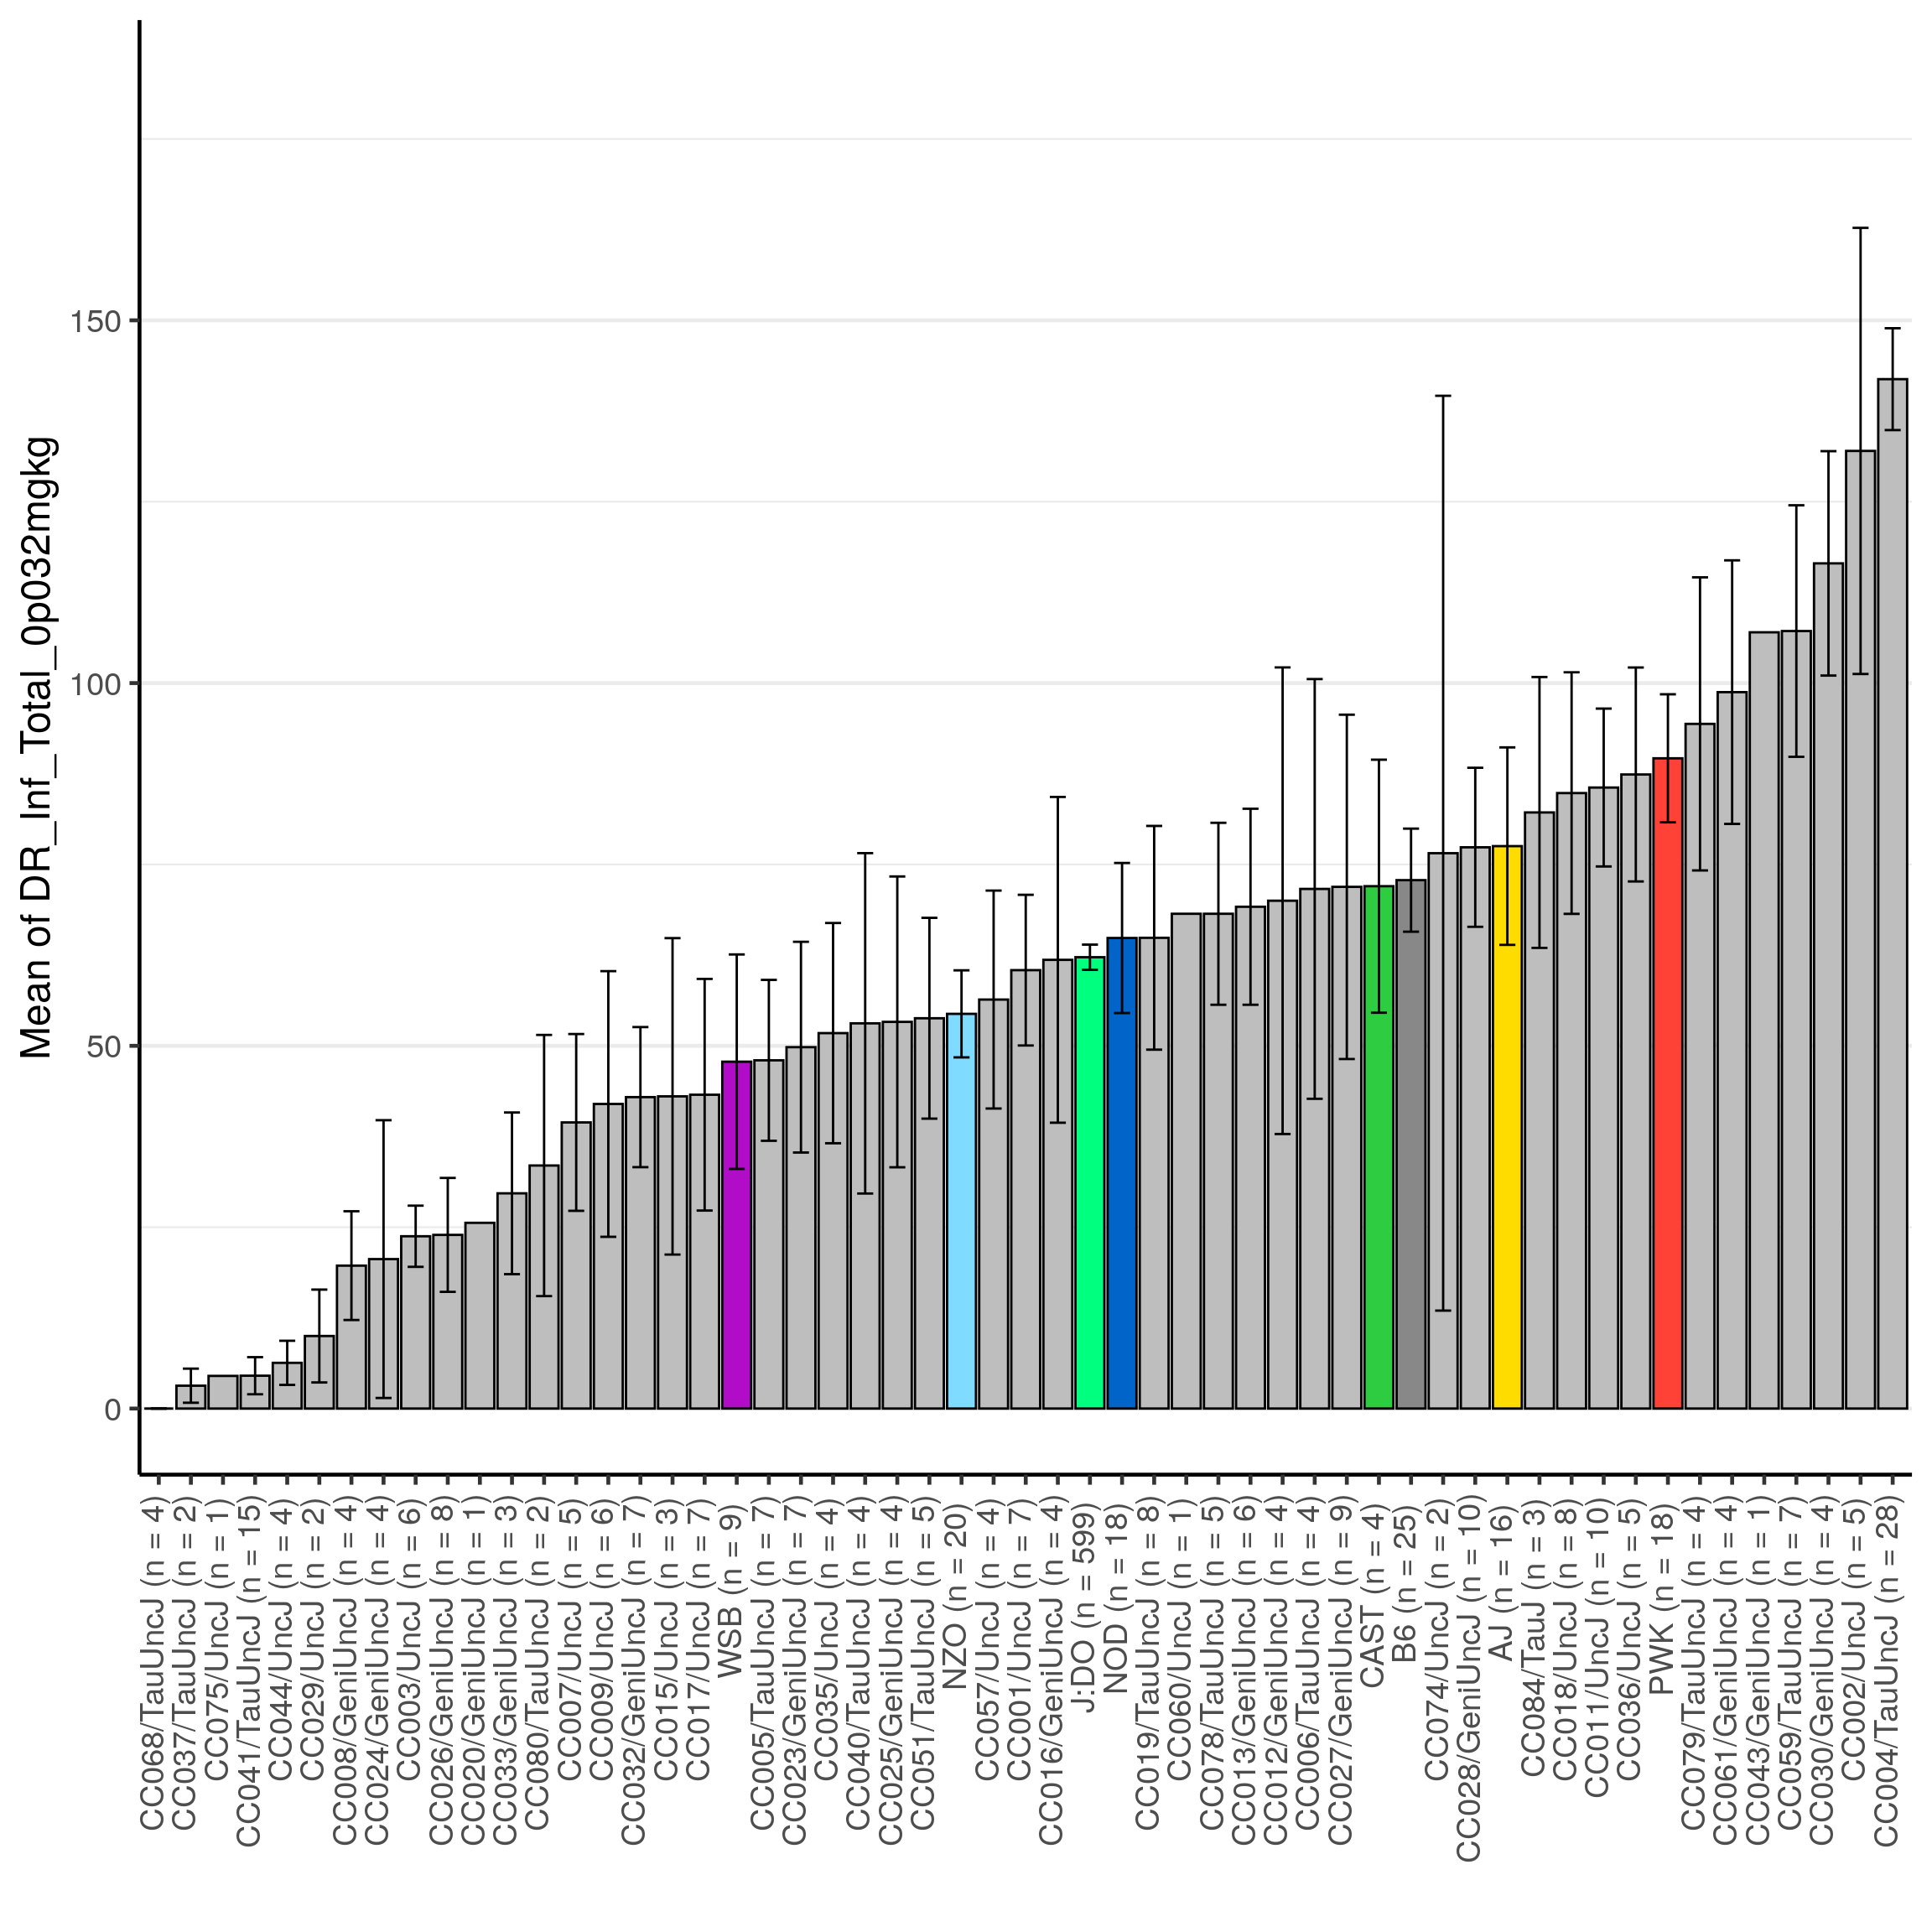 Mean of DR_Inf_Total_0p032mgkg
150
100
50
0
CC068/TauUncJ (n = 4)
CC037/TauUncJ (n = 2)
CC075/UncJ (n = 1)
CC041/TauUncJ (n = 15)
CC044/UncJ (n = 4)
CC029/UncJ (n = 2)
CC008/GeniUncJ (n = 4)
CC024/GeniUncJ (n = 4)
CC003/UncJ (n = 6)
CC026/GeniUncJ (n = 8)
CC020/GeniUncJ (n = 1)
CC033/GeniUncJ (n = 3)
CC080/TauUncJ (n = 2)
CC007/UncJ (n = 5)
CC009/UncJ (n = 6)
CC032/GeniUncJ (n = 7)
CC015/UncJ (n = 3)
CC017/UncJ (n = 7)
WSB (n = 9)
CC005/TauUncJ (n = 7)
CC023/GeniUncJ (n = 7)
CC035/UncJ (n = 4)
CC040/TauUncJ (n = 4)
CC025/GeniUncJ (n = 4)
CC051/TauUncJ (n = 5)
NZO (n = 20)
CC057/UncJ (n = 4)
CC001/UncJ (n = 7)
CC016/GeniUncJ (n = 4)
J:DO (n = 599)
NOD (n = 18)
CC019/TauUncJ (n = 8)
CC060/UncJ (n = 1)
CC078/TauUncJ (n = 5)
CC013/GeniUncJ (n = 6)
CC012/GeniUncJ (n = 4)
CC006/TauUncJ (n = 4)
CC027/GeniUncJ (n = 9)
CAST (n = 4)
B6 (n = 25)
CC074/UncJ (n = 2)
CC028/GeniUncJ (n = 10)
AJ (n = 16)
CC084/TauJ (n = 3)
CC018/UncJ (n = 8)
CC011/UncJ (n = 10)
CC036/UncJ (n = 5)
PWK (n = 18)
CC079/TauUncJ (n = 4)
CC061/GeniUncJ (n = 4)
CC043/GeniUncJ (n = 1)
CC059/TauUncJ (n = 7)
CC030/GeniUncJ (n = 4)
CC002/UncJ (n = 5)
CC004/TauUncJ (n = 28)